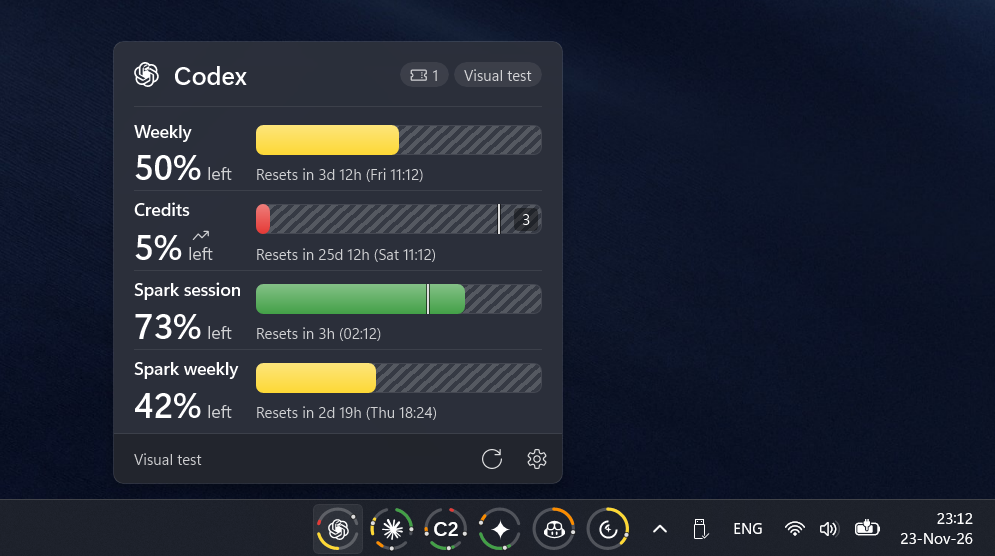 Codex
1
Visual test
Weekly
50% left
Resets in 3d 12h (Fri 11:12)
Credits
5% left
3
Resets in 25d 12h (Sat 11:12)
Spark session
73% left
Resets in 3h (02:12)
Spark weekly
42% left
Resets in 2d 19h (Thu 18:24)
Visual test
C2
ENG
23:12
23-Nov-26